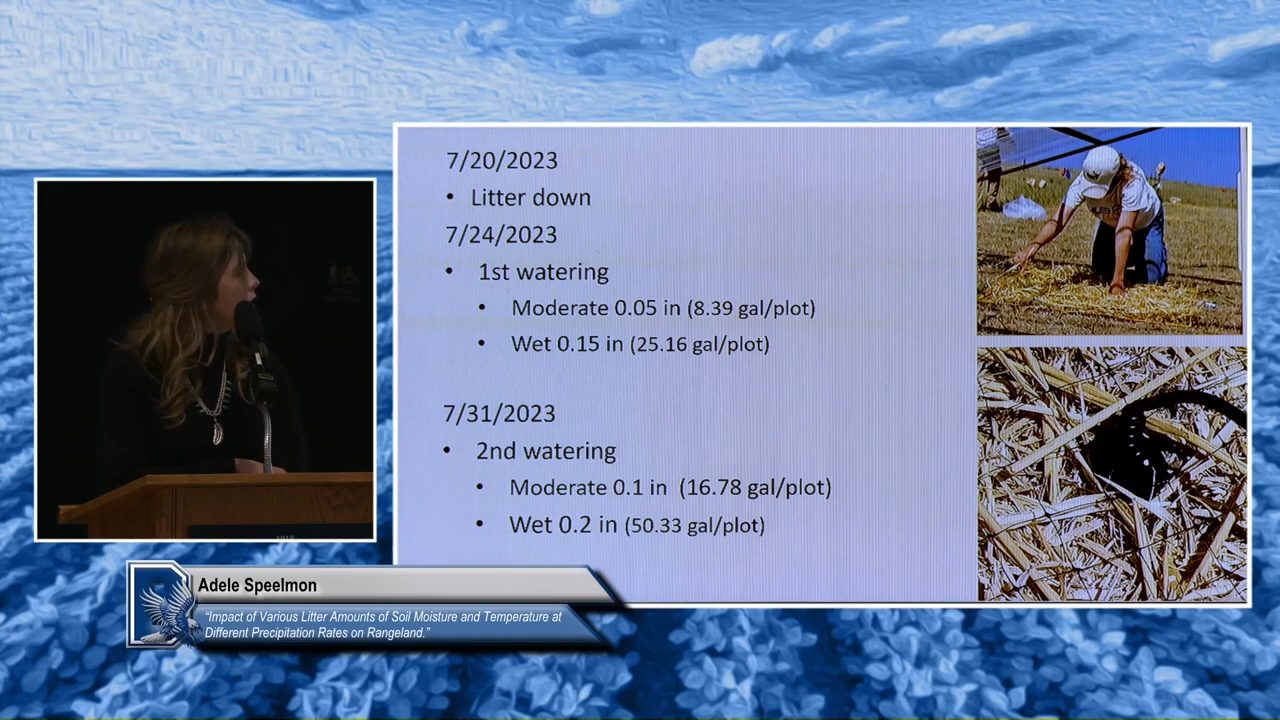 7/20/2023
• Litter down
7/24/2023
• 1st watering
• Moderate 0.05 in (8.39 gal/plot)
• Wet 0.15 in (25.16 gal/plot)
7/31/2023
• 2nd watering
• Moderate 0.1 in (16.78 gal/plot)
• Wet 0.2 in (50.33 gal/plot)
Adele Speelmon
“Impact of Various Litter Amounts of Soil Moisture and Temperature at
Different Precipitation Rates on Rangeland.”